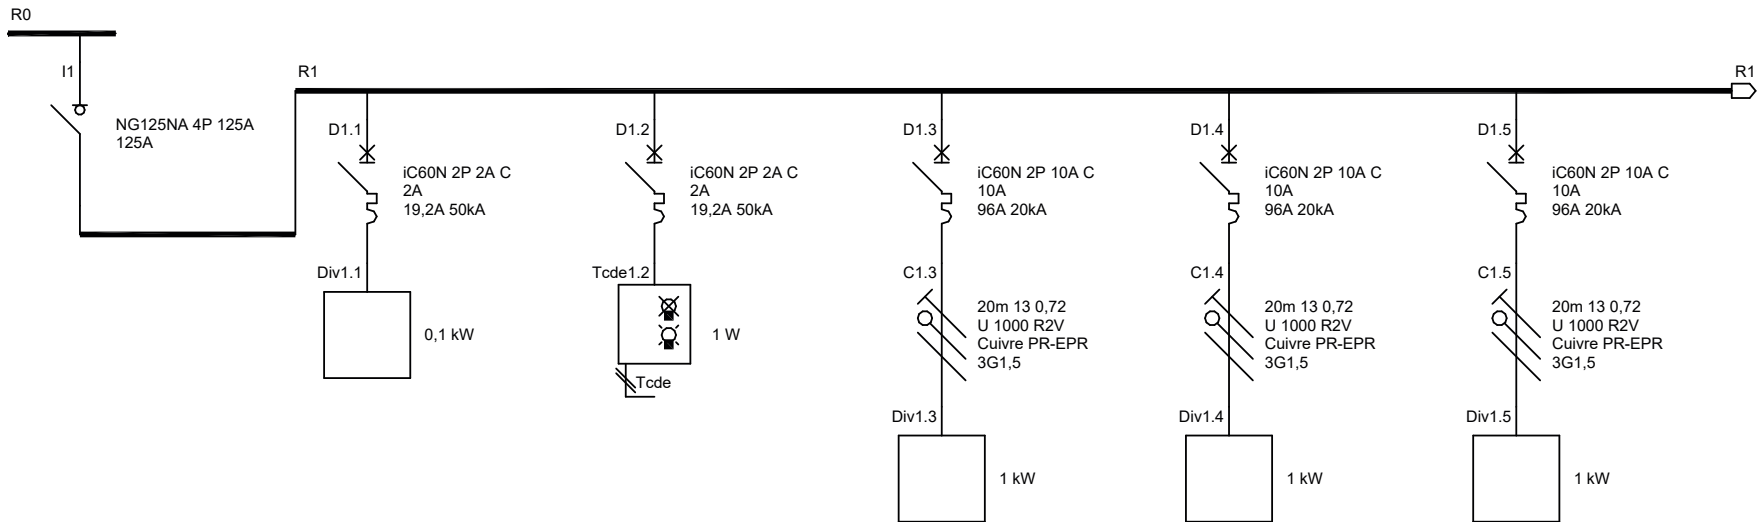 R0
I1
NG125NA 4P 125A
125A
R1
R1
D1.1
iC60N 2P 2A C
2A
19,2A 50kA
Div1.1
0,1 kW
D1.2
iC60N 2P 2A C
2A
19,2A 50kA
Tcde1.2
1 W
Tcde
D1.3
iC60N 2P 10A C
10A
96A 20kA
C1.3
20m 13 0,72
U 1000 R2V
Cuivre PR-EPR
3G1,5
Div1.3
1 kW
D1.4
iC60N 2P 10A C
10A
96A 20kA
C1.4
20m 13 0,72
U 1000 R2V
Cuivre PR-EPR
3G1,5
Div1.4
1 kW
D1.5
iC60N 2P 10A C
10A
96A 20kA
C1.5
20m 13 0,72
U 1000 R2V
Cuivre PR-EPR
3G1,5
Div1.5
1 kW